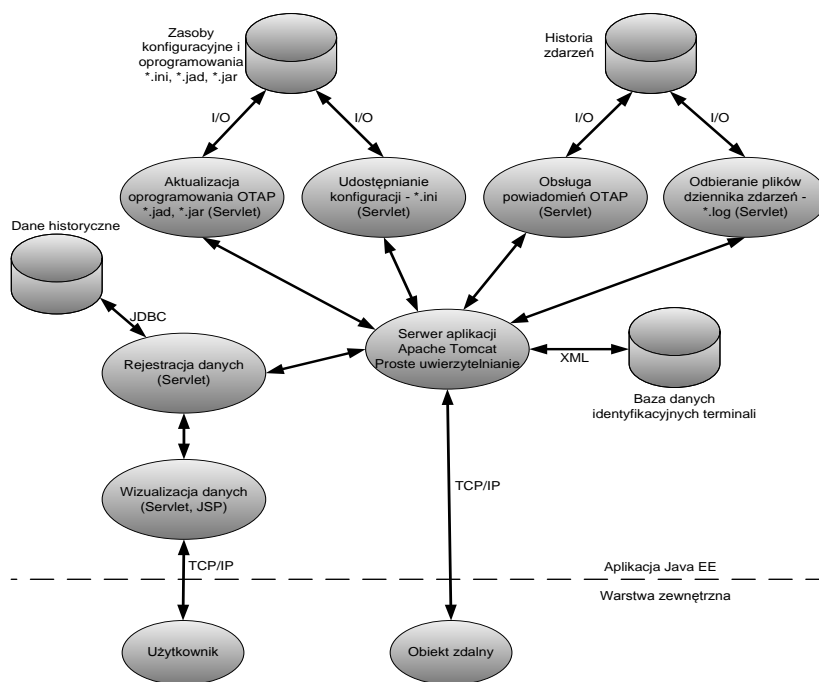 Zasoby
konfiguracyjne i
oprogramowania
*.ini, *.jad, *.jar
Historia
zdarzeń
I/O
I/O
I/O
I/O
Aktualizacja
oprogramowania OTAP
*.jad, *.jar (Servlet)
Udostępnianie
konfiguracji - *.ini
(Servlet)
Obsługa
powiadomień OTAP
(Servlet)
Odbieranie plików
dziennika zdarzeń -
*.log (Servlet)
Dane historyczne
JDBC
Serwer aplikacji
Apache Tomcat
Proste uwierzytelnianie
XML
Rejestracja danych
(Servlet)
Baza danych
identyfikacyjnych terminali
Wizualizacja danych
(Servlet, JSP)
TCP/IP
TCP/IP
Aplikacja Java EE
Warstwa zewnętrzna
Użytkownik
Obiekt zdalny